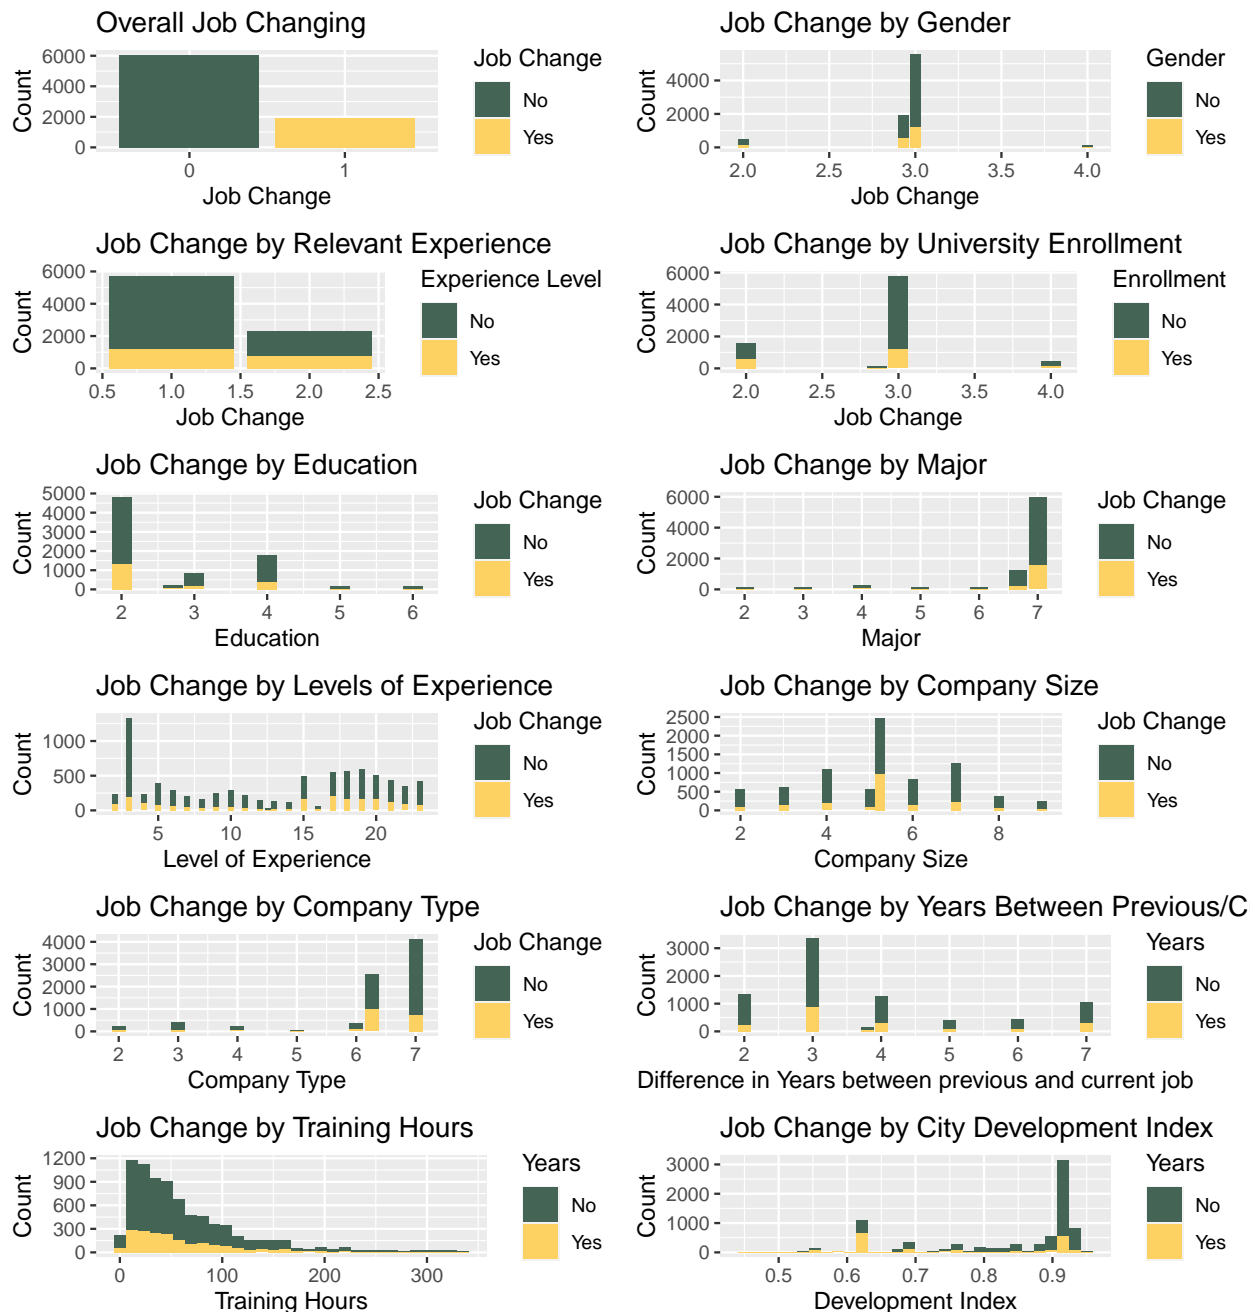 Overall Job Changing
Count
6000
4000
2000
0
0 1
Job Change
Job Change
No
Yes
Job Change by Gender
Count
4000
2000
0
2.0 2.5 3.0 3.5 4.0
Job Change
Gender
No
Yes
Job Change by Relevant Experience
Count
6000
4000
2000
0
0.5 1.0 1.5 2.0 2.5
Job Change
Experience Level
No
Yes
Job Change by University Enrollment
Count
6000
4000
2000
0
2.0 2.5 3.0 3.5 4.0
Job Change
Enrollment
No
Yes
Job Change by Education
Count
5000
4000
3000
2000
1000
0
2 3 4 5 6
Education
Job Change
No
Yes
Job Change by Major
Count
6000
4000
2000
0
2 3 4 5 6 7
Major
Job Change
No
Yes
Job Change by Levels of Experience
Count
1000
500
0
5 10 15 20
Level of Experience
Job Change
No
Yes
Job Change by Company Size
Count
2500
2000
1500
1000
500
0
2 4 6 8
Company Size
Job Change
No
Yes
Job Change by Company Type
Count
4000
3000
2000
1000
0
2 3 4 5 6 7
Company Type
Job Change
No
Yes
Job Change by Years Between Previous/C
Count
3000
2000
1000
0
2 3 4 5 6 7
Difference in Years between previous and current job
Years
No
Yes
Job Change by Training Hours
Count
1200
900
600
300
0
0 100 200 300
Training Hours
Years
No
Yes
Job Change by City Development Index
Count
3000
2000
1000
0
0.5 0.6 0.7 0.8 0.9
Development Index
Years
No
Yes